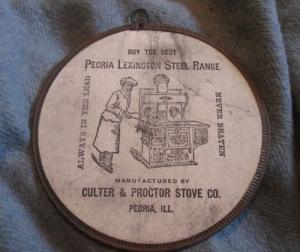 BUY THE BEST
PEORIA LEXINGTON STEEL RANGE
ALWAYS IN THE LEAD
NEVER BEATEN
MANUFACTURED BY
CULTER & PROCTOR STOVE CO.
PEORIA, ILL.